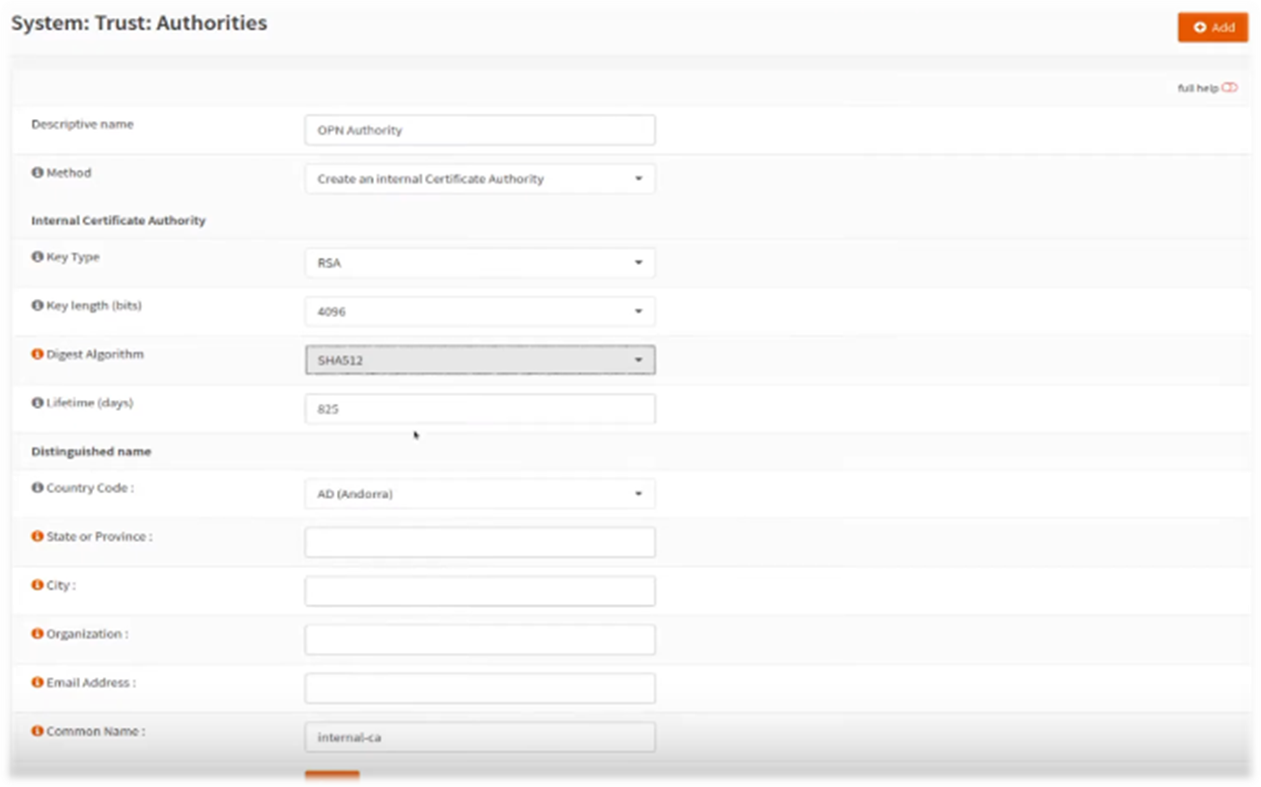 System: Trust: Authorities
Add
full help
Descriptive name
OPN Authority
Method
Create an internal Certificate Authority
Internal Certificate Authority
Key Type
RSA
Key length (bits)
4096
Digest Algorithm
SHA512
Lifetime (days)
825
Distinguished name
Country Code :
AD (Andorra)
State or Province :
City :
Organization :
Email Address :
Common Name :
internal-ca